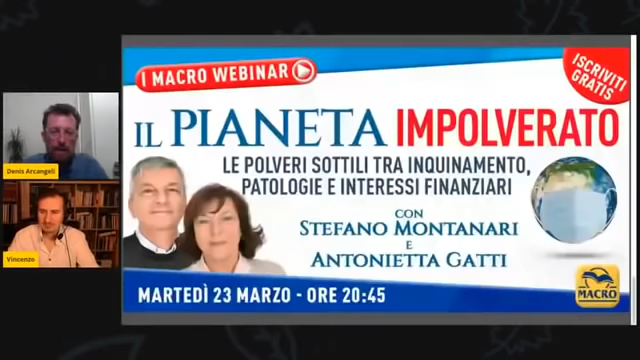 I MACRO WEBINAR
ISCRIVITI
GRATIS
IL PIANETA IMPOLVERATO
LE POLVERI SOTTILI TRA INQUINAMENTO,
PATOLOGIE E INTERESSI FINANZIARI
CON
STEFANO MONTANARI
E
ANTONIETTA GATTI
MARTEDÌ 23 MARZO - ORE 20:45
MACRO
Denis Arcangeli
Vincenzo